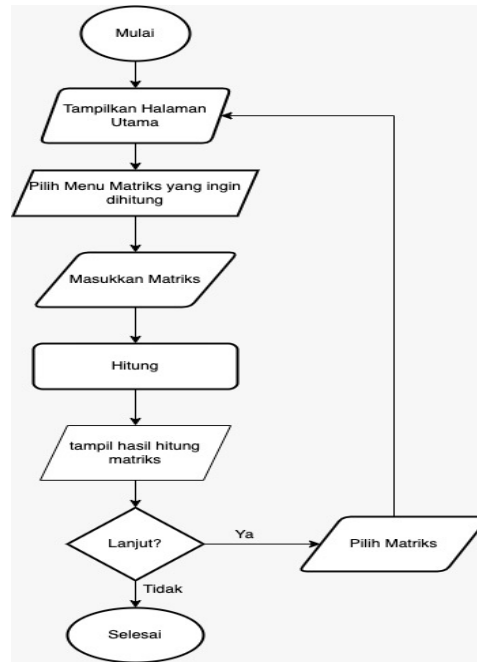 Mulai
Tampilkan Halaman
Utama
Pilih Menu Matriks yang ingin
dihitung
Masukkan Matriks
Hitung
tampil hasil hitung
matriks
Lanjut?
Ya
Pilih Matriks
Tidak
Selesai